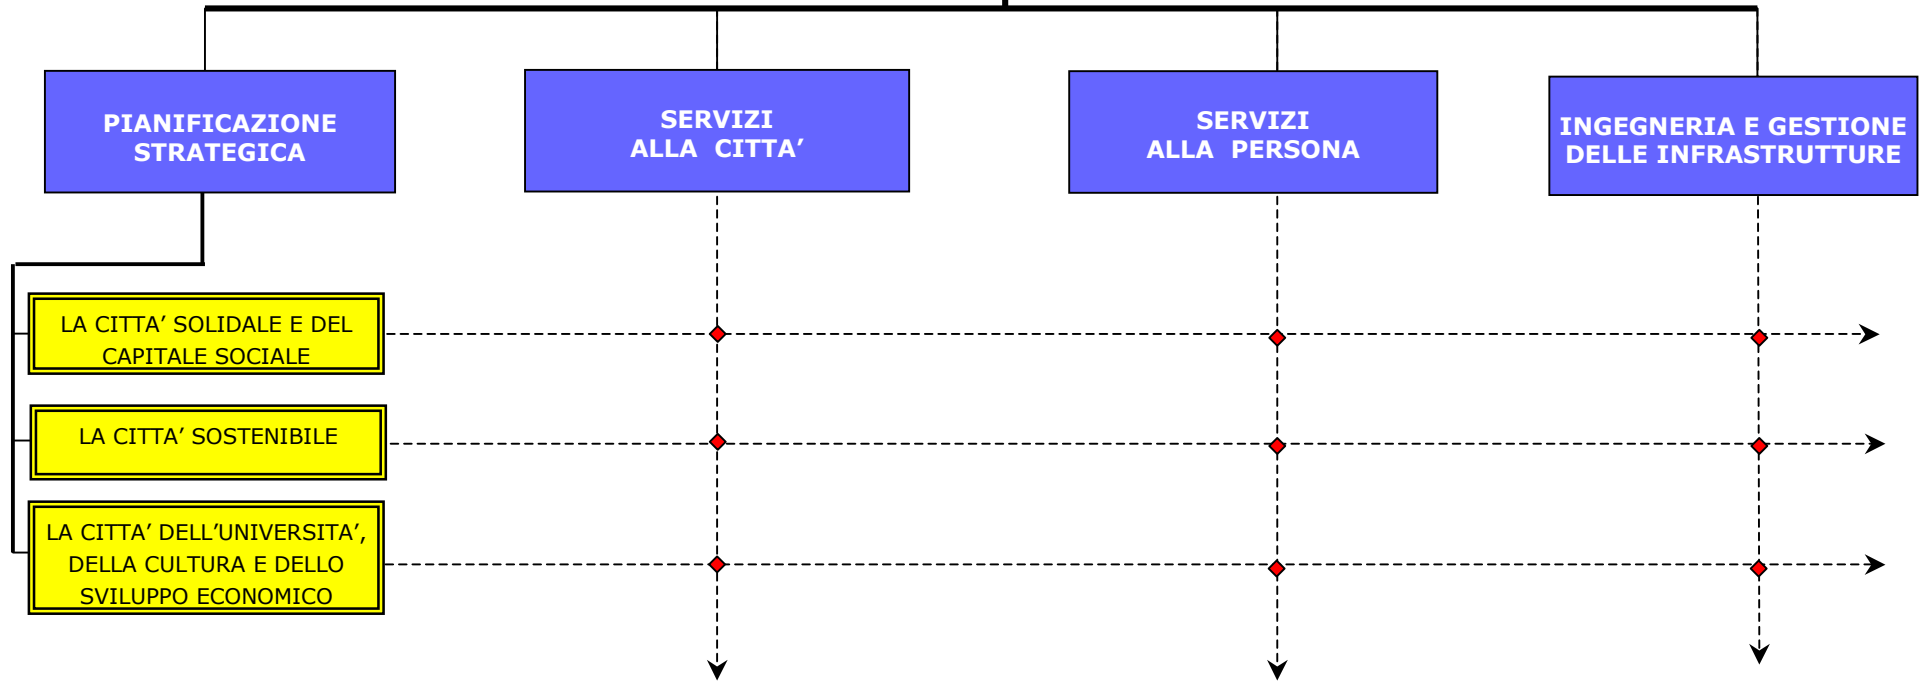 PIANIFICAZIONE
STRATEGICA
SERVIZI
ALLA CITTA’
SERVIZI
ALLA PERSONA
INGEGNERIA E GESTIONE
DELLE INFRASTRUTTURE
LA CITTA’ SOLIDALE E DEL
CAPITALE SOCIALE
LA CITTA’ SOSTENIBILE
LA CITTA’ DELL’UNIVERSITA’,
DELLA CULTURA E DELLO
SVILUPPO ECONOMICO